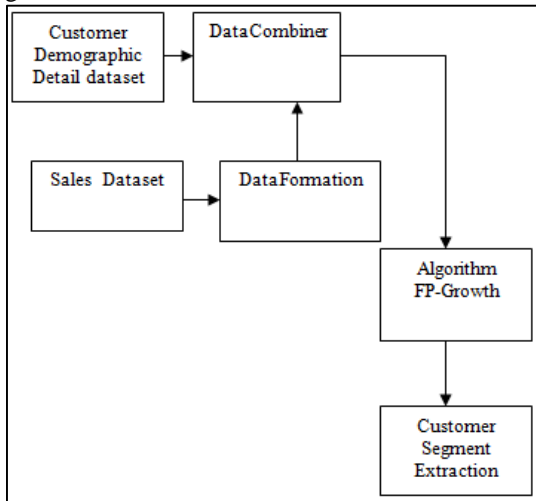 Customer
Demographic
Detail dataset
DataCombiner
Sales Dataset
DataFormation
Algorithm
FP-Growth
Customer
Segment
Extraction